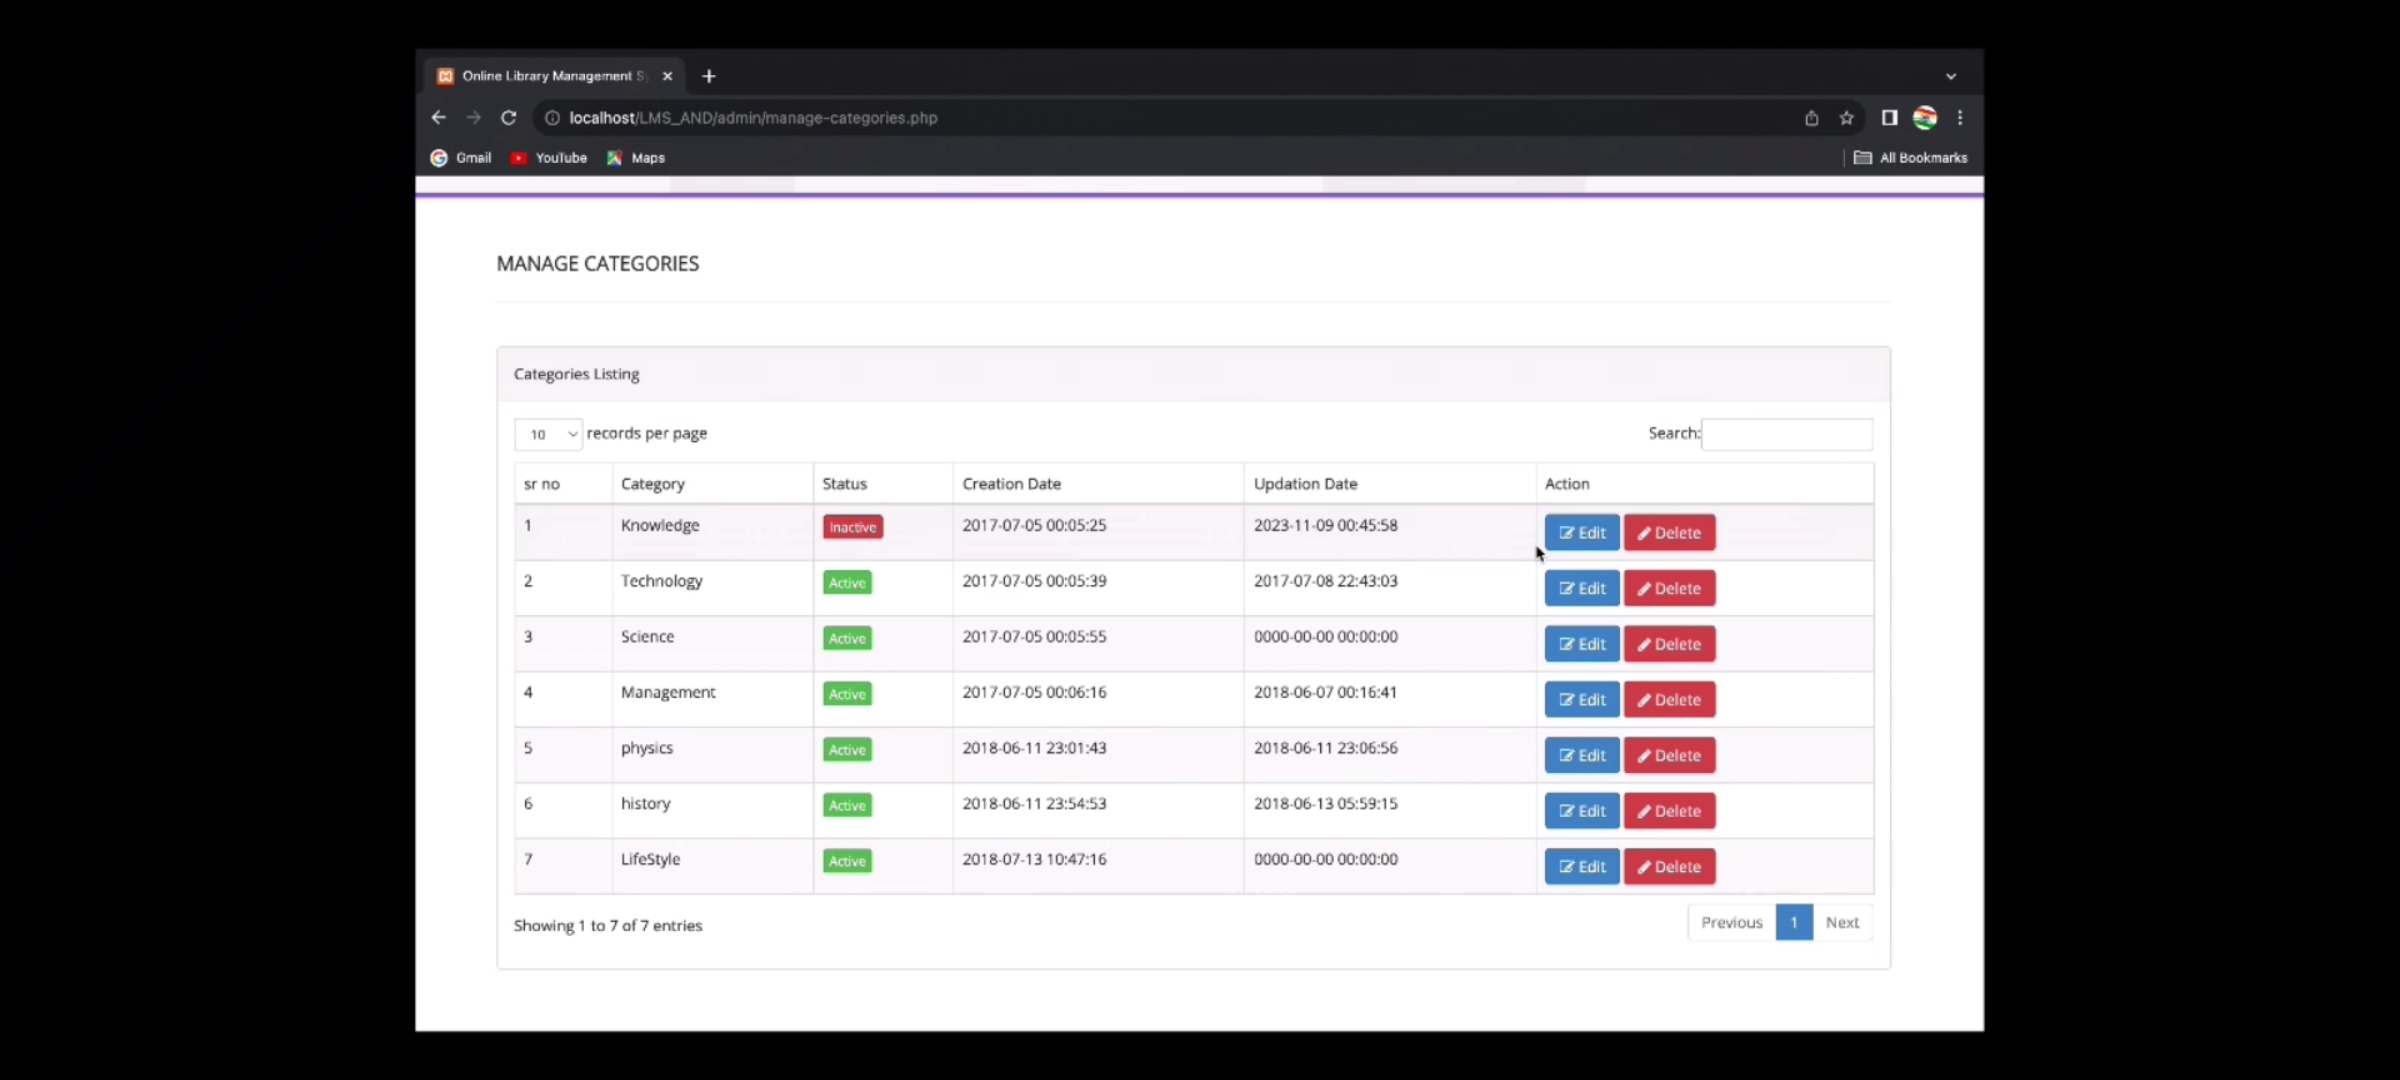 Online Library Management S
localhost/LMS_AND/admin/manage-categories.php
Gmail YouTube Maps All Bookmarks
MANAGE CATEGORIES
Categories Listing
10 records per page Search:
sr no Category Status Creation Date Updation Date Action
1 Knowledge Inactive 2017-07-05 00:05:25 2023-11-09 00:45:58 Edit Delete
2 Technology Active 2017-07-05 00:05:39 2017-07-08 22:43:03 Edit Delete
3 Science Active 2017-07-05 00:05:55 0000-00-00 00:00:00 Edit Delete
4 Management Active 2017-07-05 00:06:16 2018-06-07 00:16:41 Edit Delete
5 physics Active 2018-06-11 23:01:43 2018-06-11 23:06:56 Edit Delete
6 history Active 2018-06-11 23:54:53 2018-06-13 05:59:15 Edit Delete
7 LifeStyle Active 2018-07-13 10:47:16 0000-00-00 00:00:00 Edit Delete
Showing 1 to 7 of 7 entries Previous 1 Next